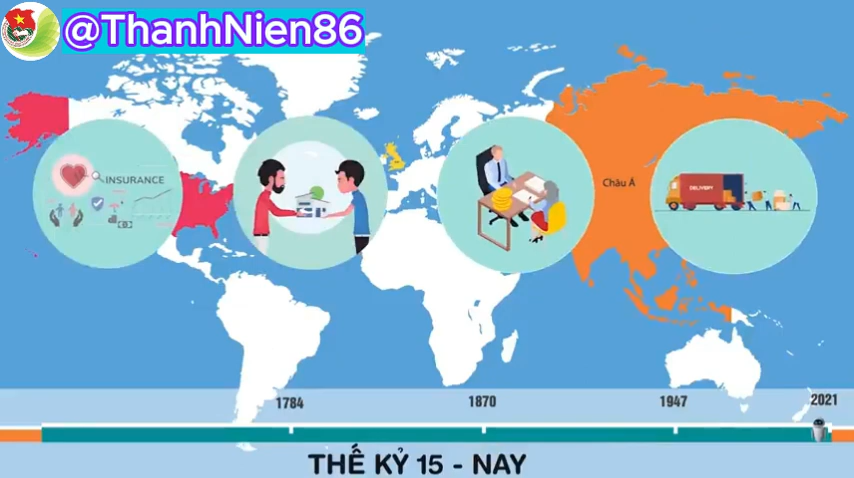 @ThanhNien86
INSURANCE
DELIVERY
Châu Á
1784
1870
1947
2021
THẾ KỶ 15 - NAY